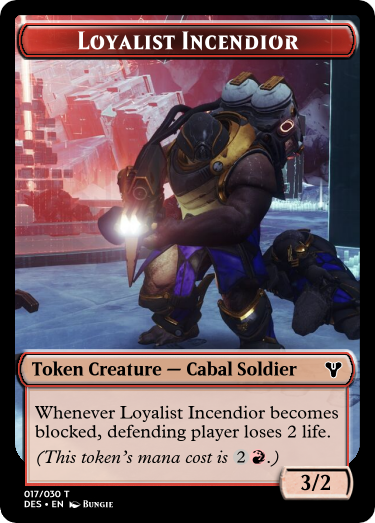 Loyalist Incendior
Token Creature — Cabal Soldier
Whenever Loyalist Incendior becomes
blocked, defending player loses 2 life.
(This token's mana cost is 2.)
3/2
017/030 T
DES • EN Bungie